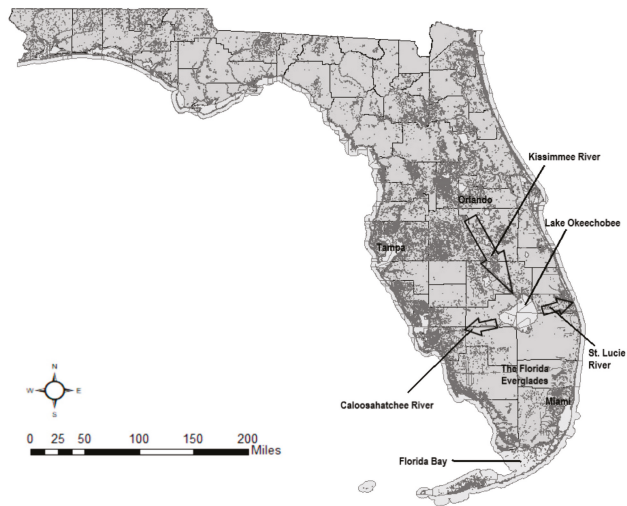 Kissimmee River
Orlando
Lake Okeechobee
Tampa
St. Lucie
River
The Florida
Everglades
Miami
Caloosahatchee River
Florida Bay
N
W E
S
0 25 50 100 150 200
Miles